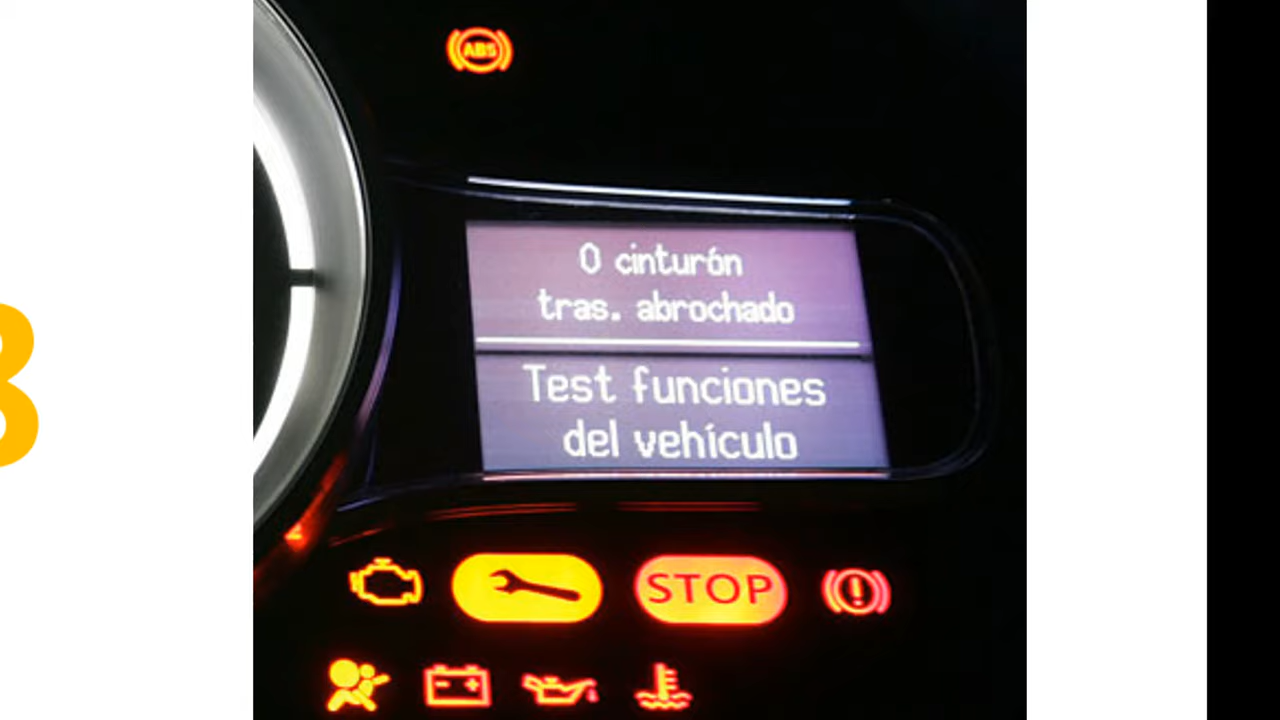 ABS
0 cinturón
tras. abrochado
Test funciones
del vehículo
STOP